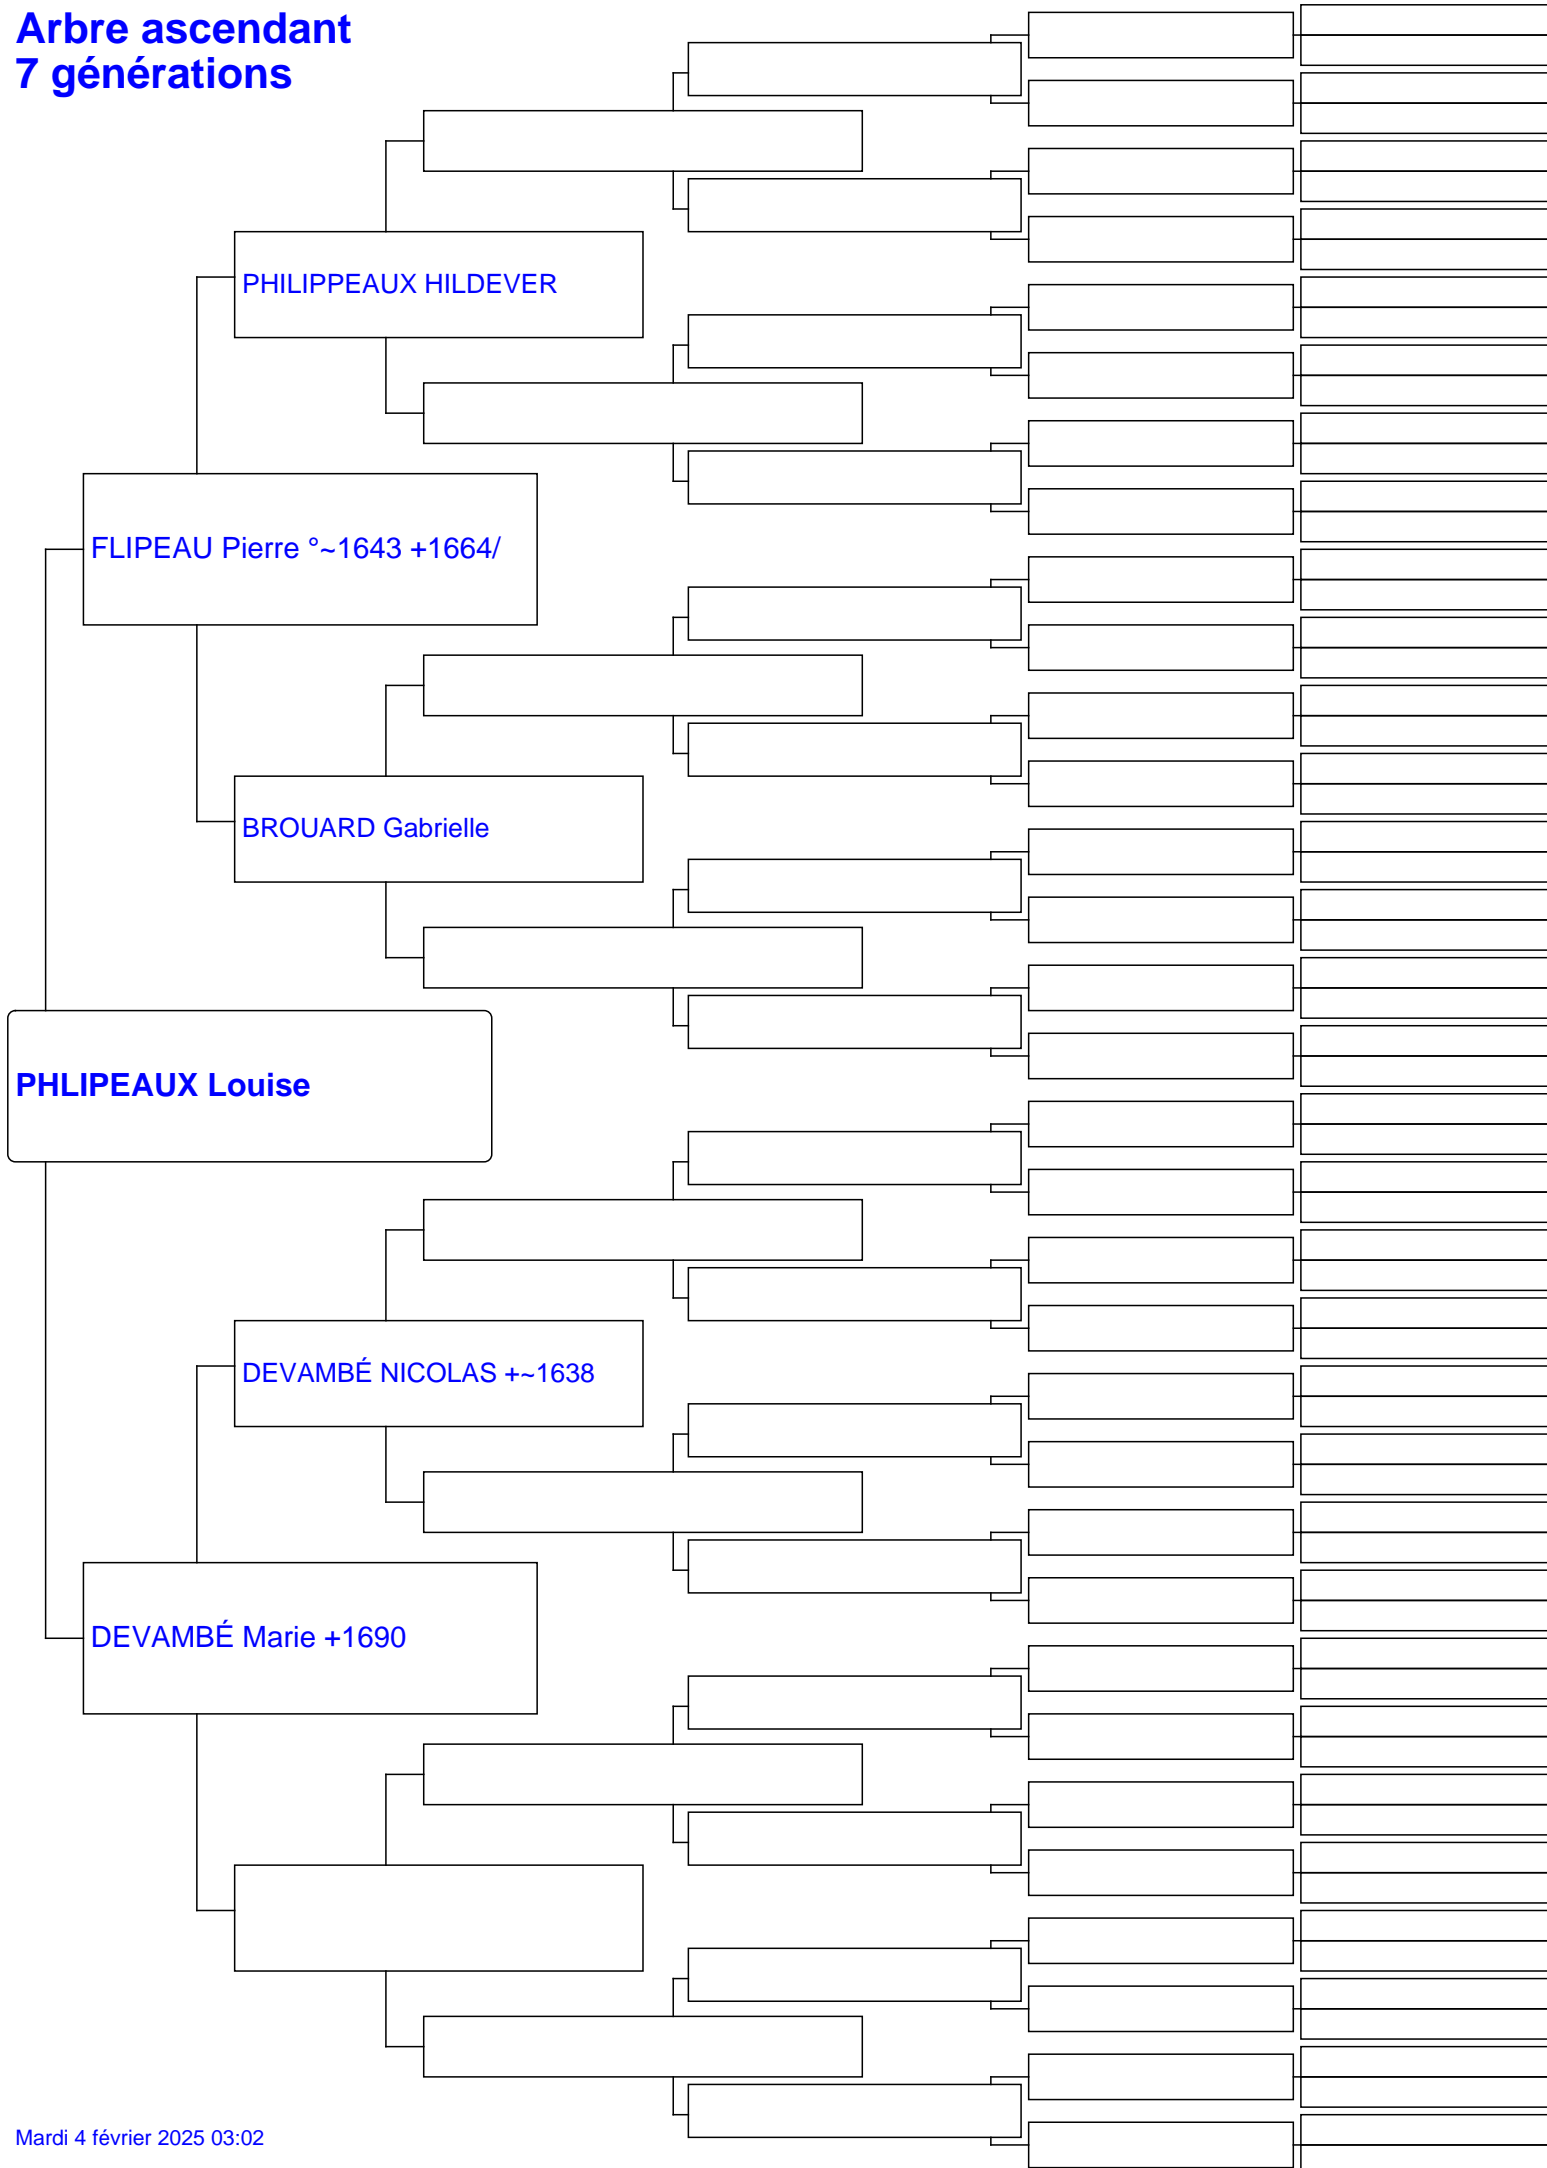 Arbre ascendant
7 générations
PHILIPPEAUX HILDEVER
FLIPEAU Pierre °~1643 +1664/
BROUARD Gabrielle
PHLIPEAUX Louise
DEVAMBÉ NICOLAS +~1638
DEVAMBÉ Marie +1690
Mardi 4 février 2025 03:02